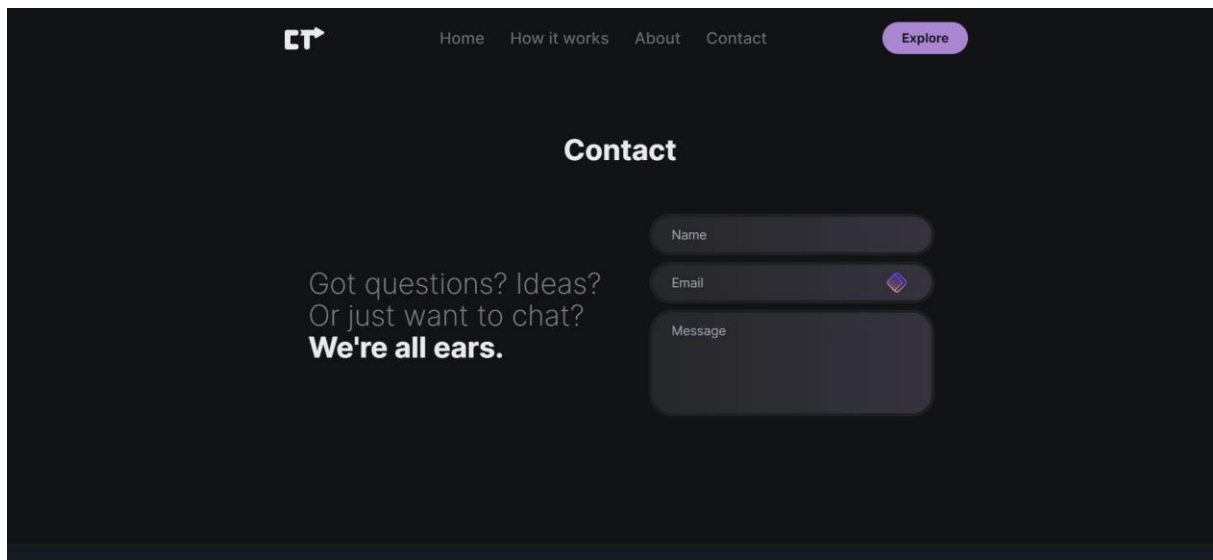 CT
Home How it works About Contact
Explore
Contact
Got questions? Ideas?
Or just want to chat?
We're all ears.
Name
Email
Message